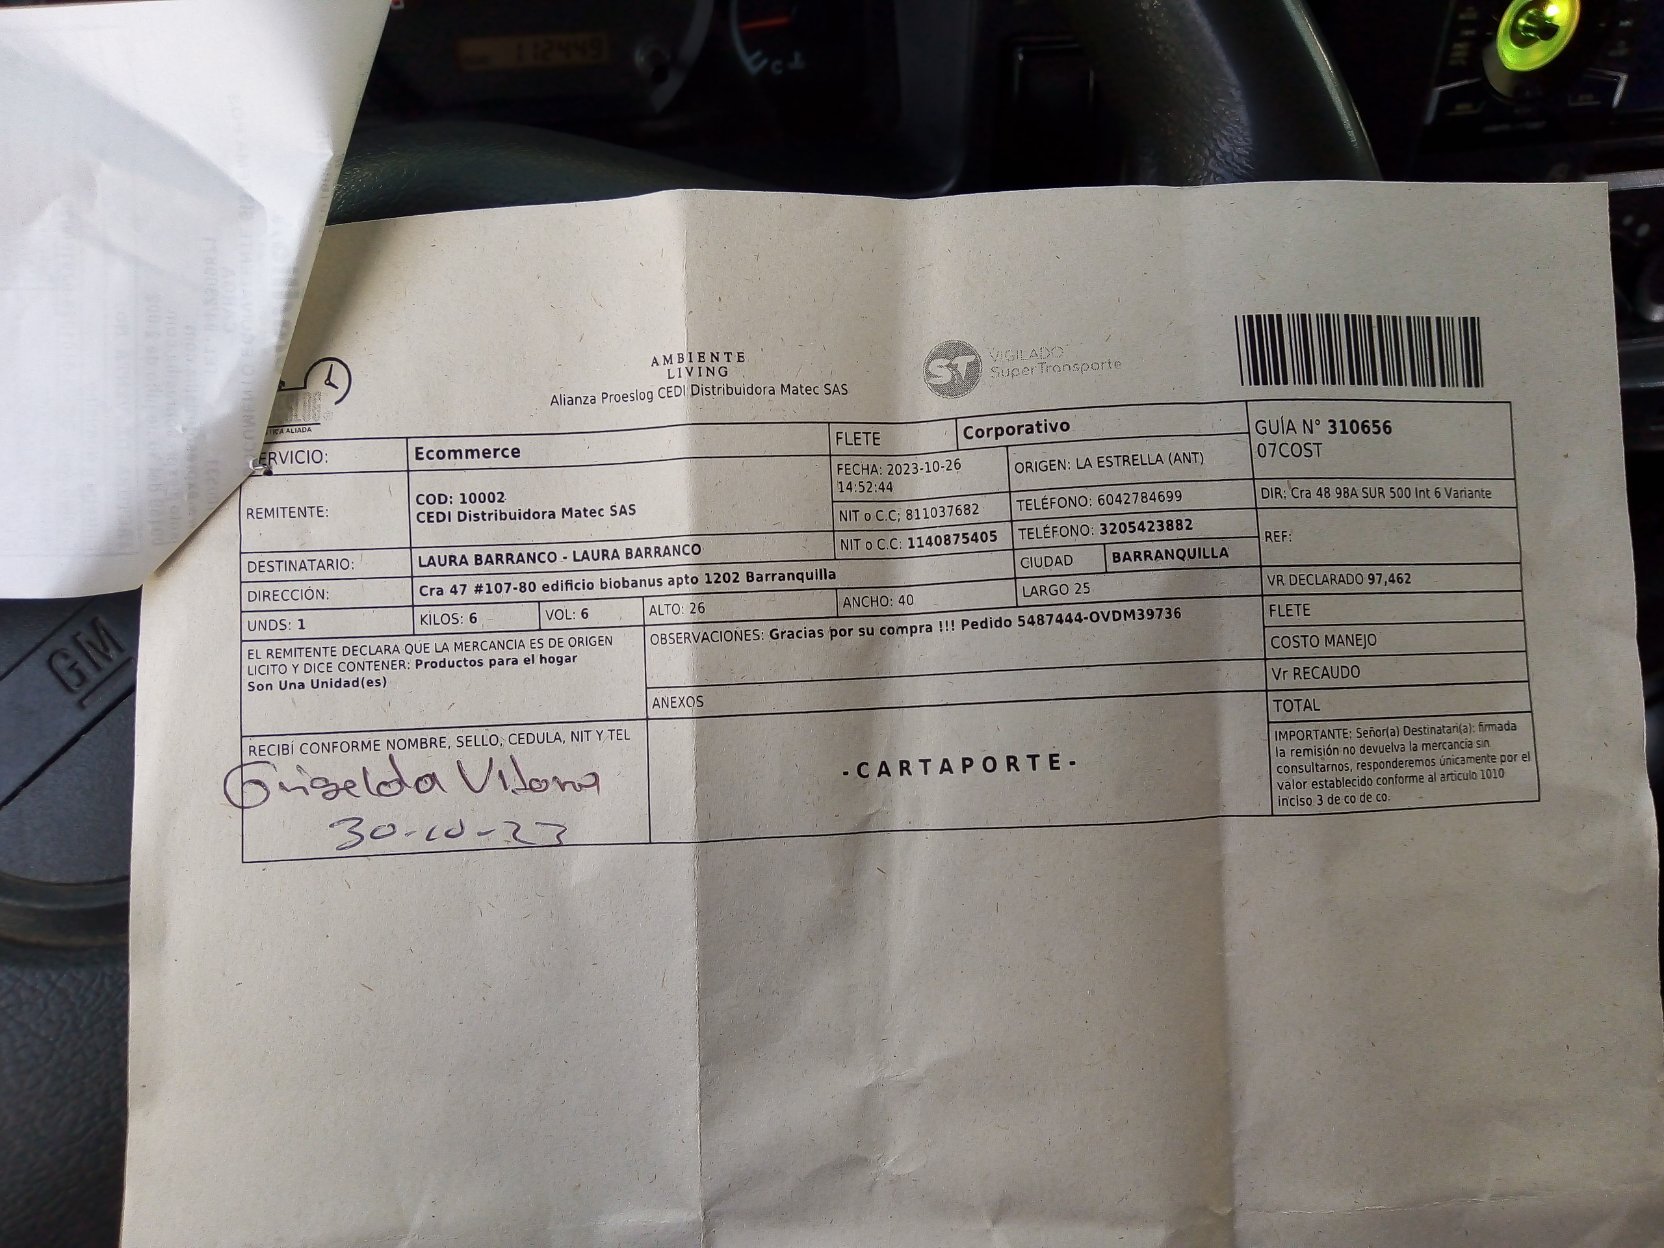 112449
AMBIENTE
LIVING
Alianza Proeslog CEDI Distribuidora Matec SAS
ST VIGILADO
SuperTransporte
ALIADA
SERVICIO: Ecommerce
FLETE Corporativo
GUÍA N° 310656
07COST
REMITENTE: COD: 10002
CEDI Distribuidora Matec SAS
FECHA: 2023-10-26
14:52:44
ORIGEN: LA ESTRELLA (ANT)
NIT o C.C: 811037682
TELÉFONO: 6042784699
DIR: Cra 48 98A SUR 500 Int 6 Variante
DESTINATARIO: LAURA BARRANCO - LAURA BARRANCO
NIT o C.C: 1140875405
TELÉFONO: 3205423882
REF:
DIRECCIÓN: Cra 47 #107-80 edificio biobanus apto 1202 Barranquilla
CIUDAD BARRANQUILLA
UNDS: 1 KILOS: 6 VOL: 6 ALTO: 26 ANCHO: 40 LARGO 25
VR DECLARADO 97,462
FLETE
COSTO MANEJO
Vr RECAUDO
TOTAL
EL REMITENTE DECLARA QUE LA MERCANCIA ES DE ORIGEN
LICITO Y DICE CONTENER: Productos para el hogar
Son Una Unidad(es)
OBSERVACIONES: Gracias por su compra !!! Pedido 5487444-OVDM39736
ANEXOS
RECIBÍ CONFORME NOMBRE, SELLO, CEDULA, NIT Y TEL
Griselda
30-10-23
-CARTAPORTE-
IMPORTANTE: Señor(a) Destinatari(a): firmada
la remisión no devuelva la mercancía sin
consultarnos, responderemos únicamente por el
valor establecido conforme al articulo 1010
inciso 3 de co de co.
GM